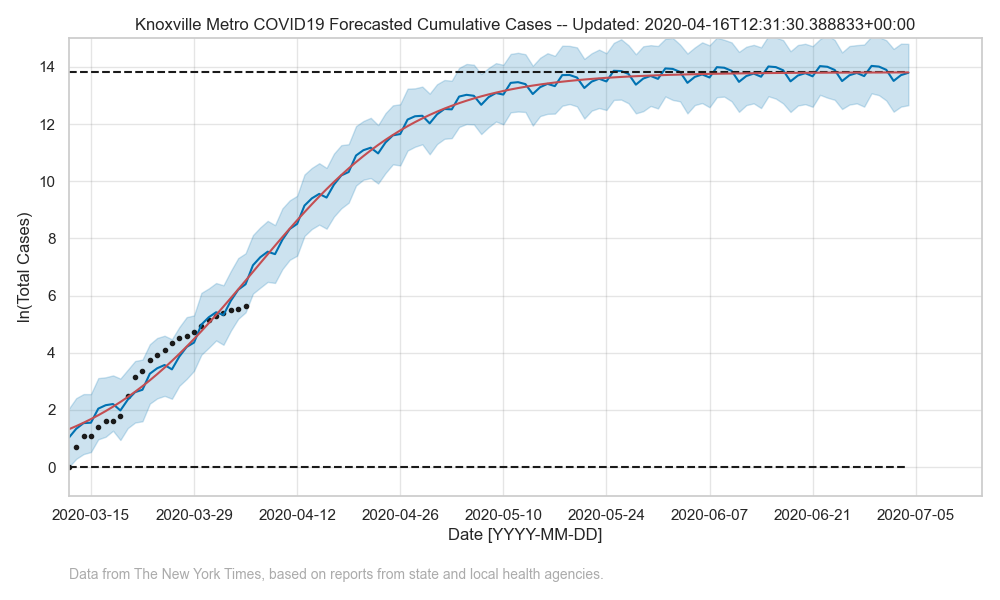 Knoxville Metro COVID19 Forecasted Cumulative Cases -- Updated: 2020-04-16T12:31:30.388833+00:00
14
12
10
8
6
4
2
0
ln(Total Cases)
2020-03-15 2020-03-29 2020-04-12 2020-04-26 2020-05-10 2020-05-24 2020-06-07 2020-06-21 2020-07-05
Date [YYYY-MM-DD]
Data from The New York Times, based on reports from state and local health agencies.